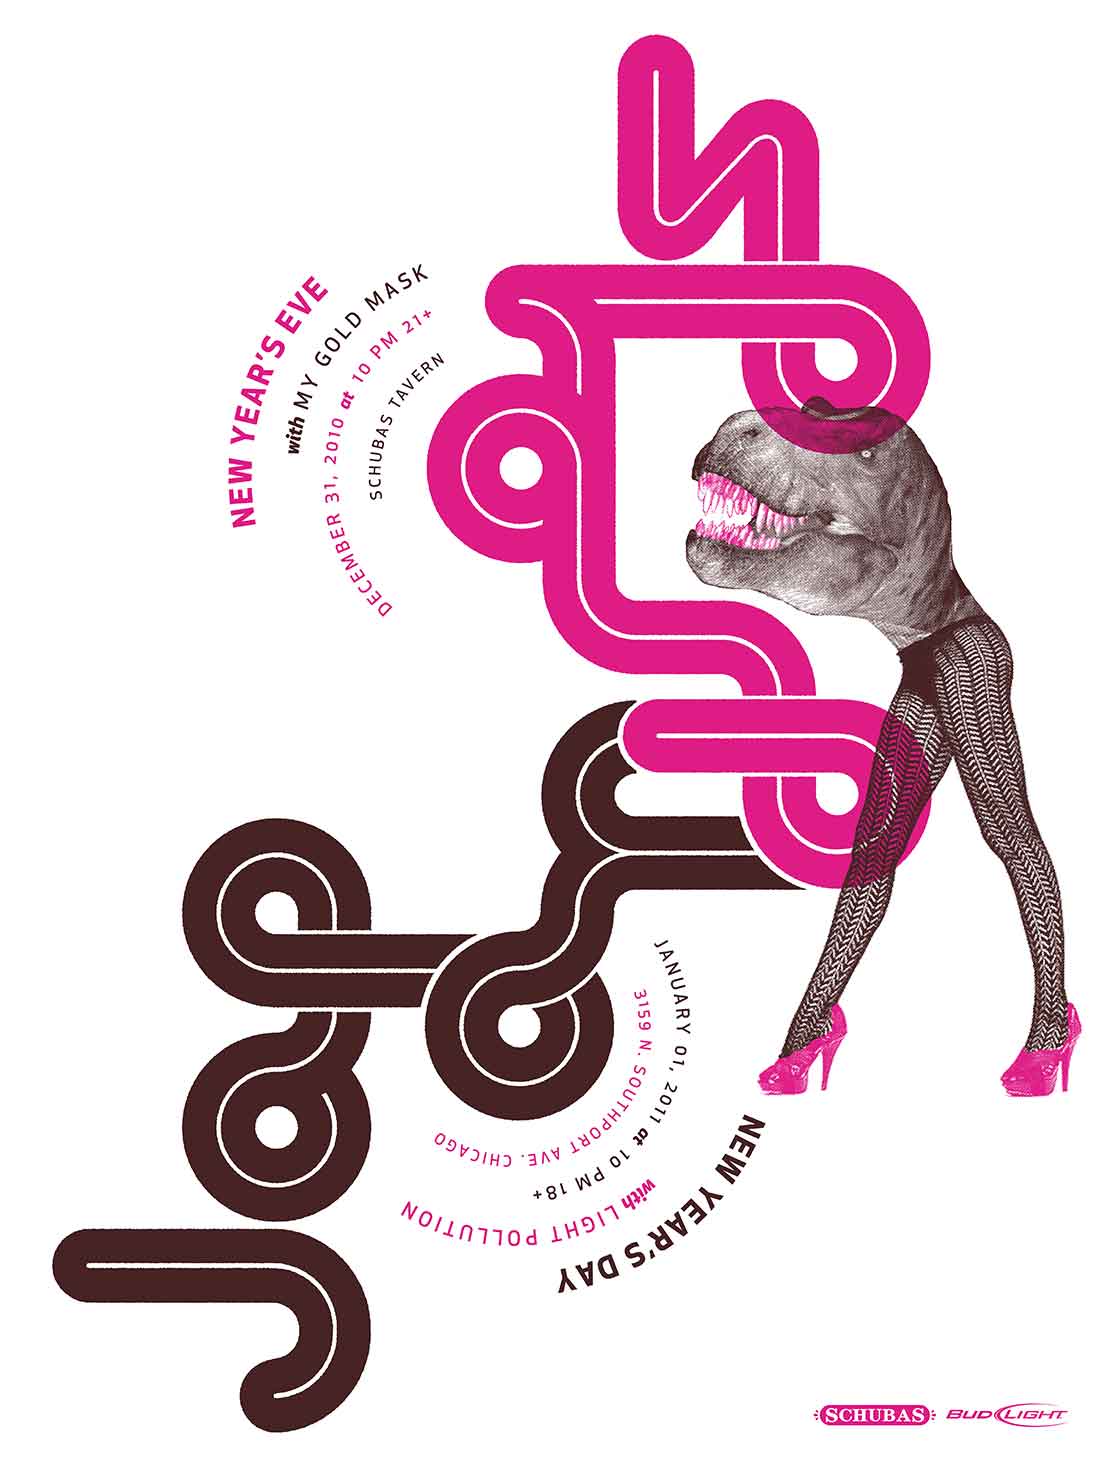 NEW YEAR'S EVE
with MY GOLD MASK
DECEMBER 31, 2010 at 10 PM 21+
SCHUBAS TAVERN
JANUARY 01, 2011 at 10 PM 18+
3159 N. SOUTHPORT AVE. CHICAGO
with LIGHT POLLUTION
NEW YEAR'S DAY
SCHUBAS
BUD LIGHT